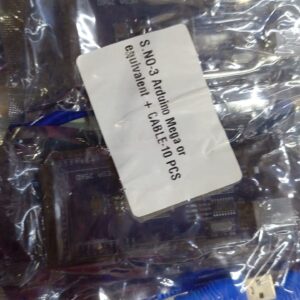 S.NO-3 Arduino Mega or
equivalent + CABLE-10 PCS